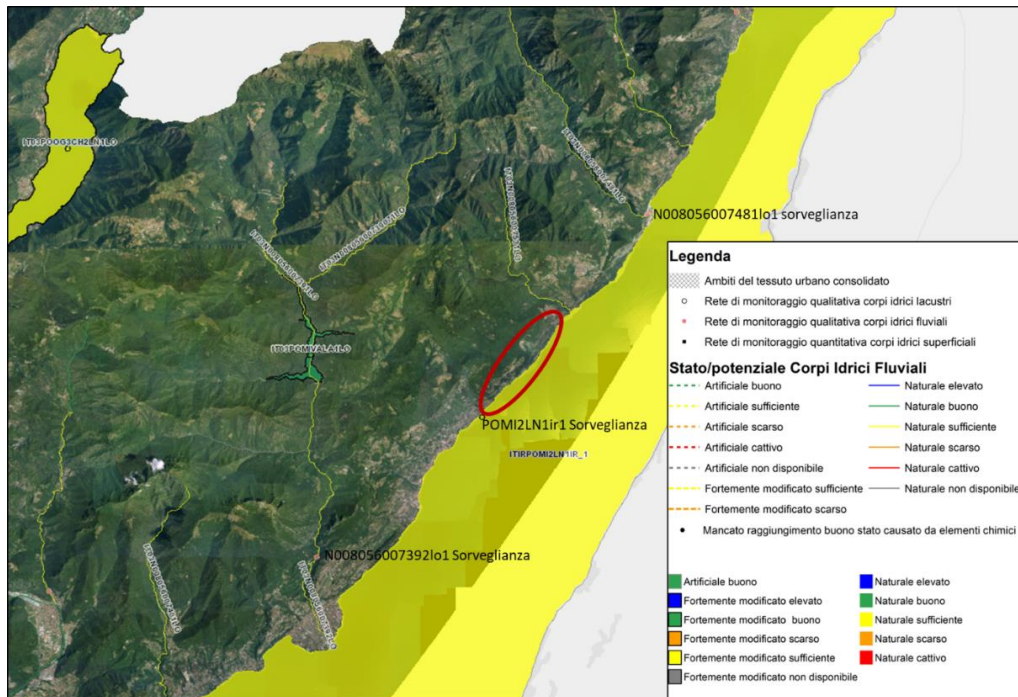 IT03POOG3CH2LN1LO
N008056007481lo1 sorveglianza
IT03POMIVALA1LO
POMI2LN1ir1 Sorveglianza
ITIRPOMI2LN1IR_1
N008056007392lo1 Sorveglianza
Legenda
Ambiti del tessuto urbano consolidato
Rete di monitoraggio qualitativa corpi idrici lacustri
Rete di monitoraggio qualitativa corpi idrici fluviali
Rete di monitoraggio quantitativa corpi idrici superficiali
Stato/potenziale Corpi Idrici Fluviali
Artificiale buono
Artificiale sufficiente
Artificiale scarso
Artificiale cattivo
Artificiale non disponibile
Fortemente modificato sufficiente
Fortemente modificato scarso
Naturale elevato
Naturale buono
Naturale sufficiente
Naturale scarso
Naturale cattivo
Naturale non disponibile
Mancato raggiungimento buono stato causato da elementi chimici
Artificiale buono
Fortemente modificato elevato
Fortemente modificato buono
Fortemente modificato scarso
Fortemente modificato sufficiente
Fortemente modificato non disponibile
Naturale elevato
Naturale buono
Naturale sufficiente
Naturale scarso
Naturale cattivo